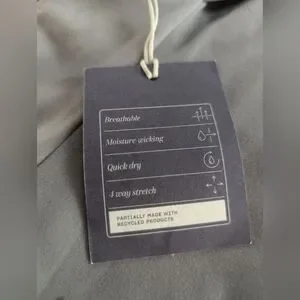 Breathable
Moisture wicking
Quick dry
4 way stretch
PARTIALLY MADE WITH
RECYCLED PRODUCTS